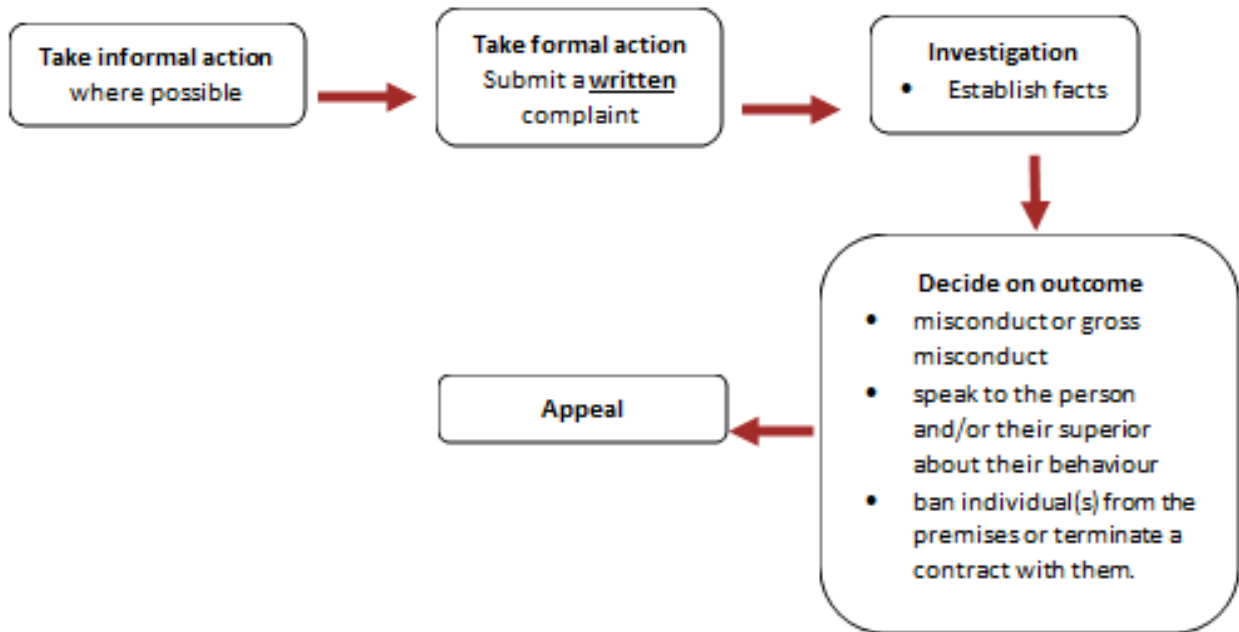 Take informal action
where possible
Take formal action
Submit a written
complaint
Investigation
• Establish facts
Decide on outcome
• misconduct or gross
misconduct
• speak to the person
and/or their superior
about their behaviour
• ban individual(s) from the
premises or terminate a
contract with them.
Appeal